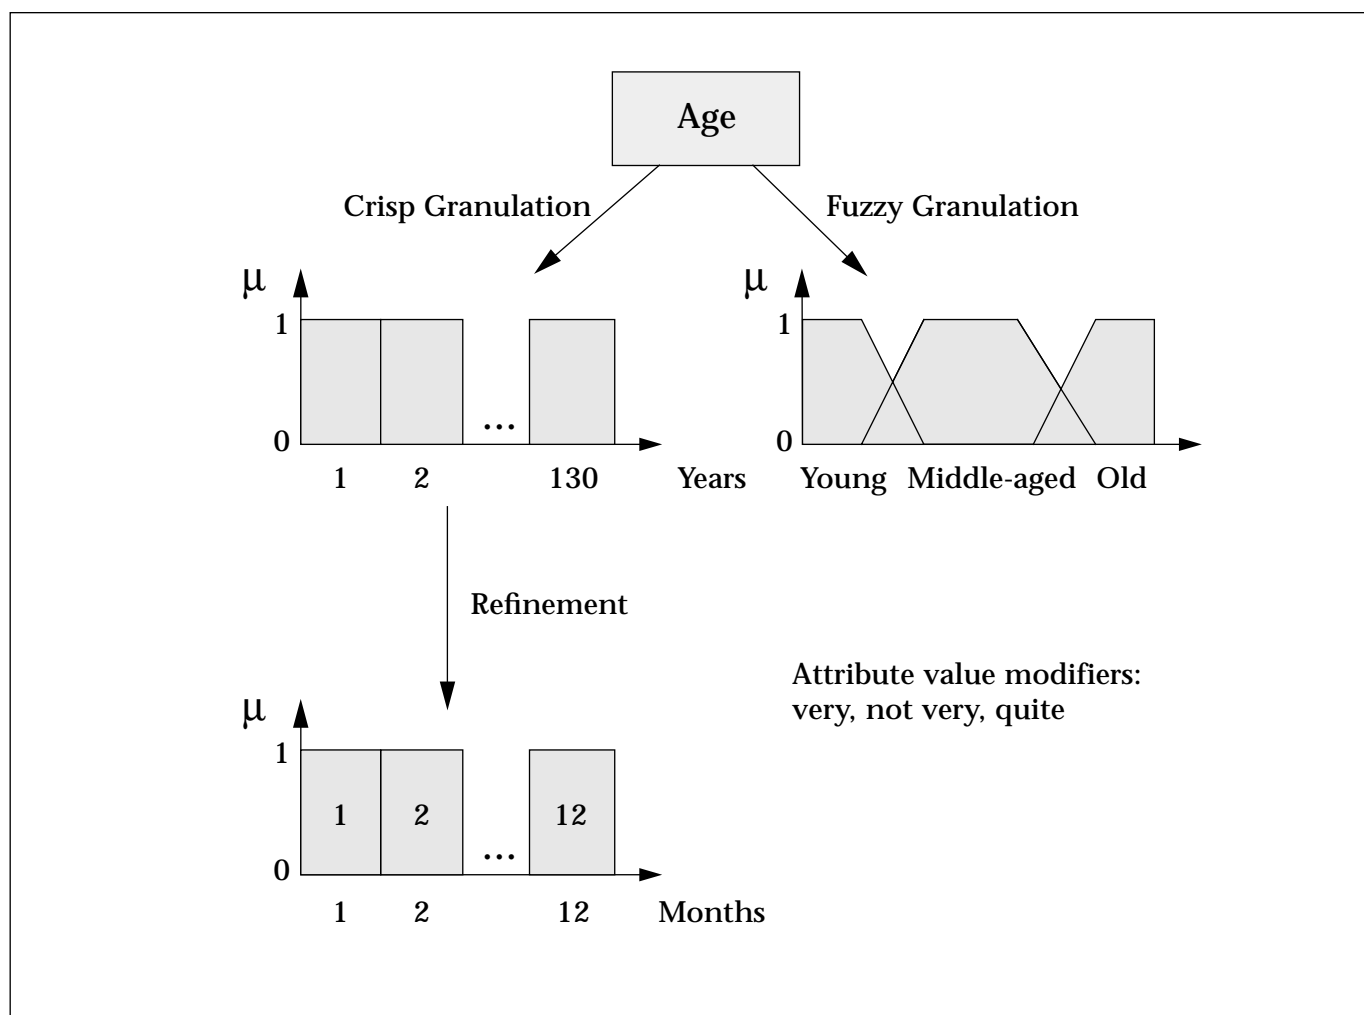 Age
Crisp Granulation
Fuzzy Granulation
μ
1
0
1 2 ... 130 Years
μ
1
0
Young Middle-aged Old
Refinement
Attribute value modifiers:
very, not very, quite
μ
1
0
1 2 ... 12
1 2 12 Months